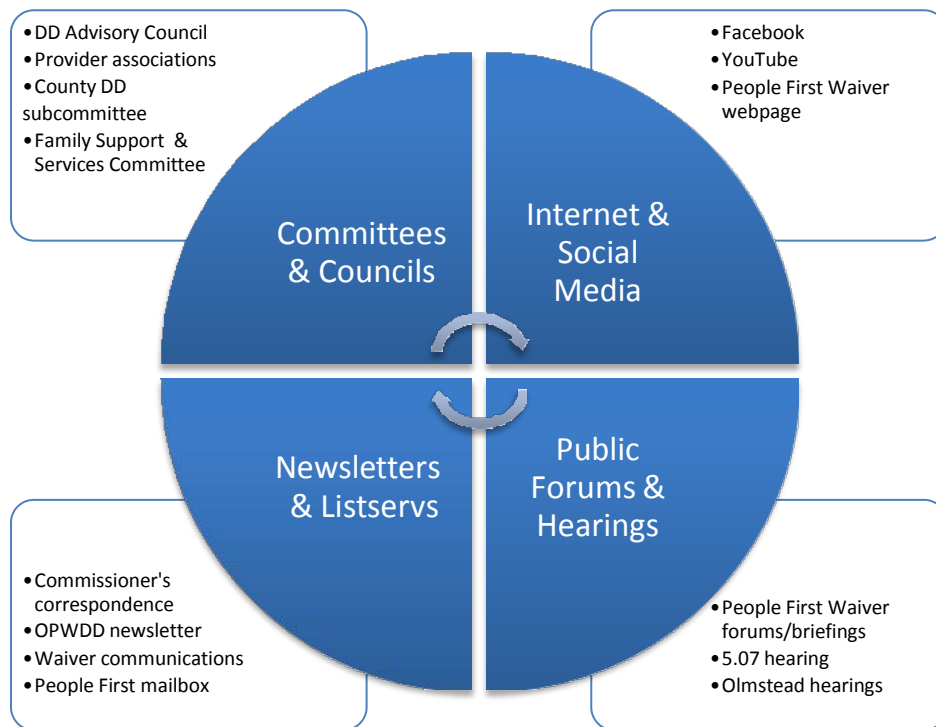 •DD Advisory Council
•Provider associations
•County DD
subcommittee
•Family Support &
Services Committee
•Facebook
•YouTube
•People First Waiver
webpage
Committees
& Councils
Internet &
Social
Media
Newsletters
& Listservs
Public
Forums &
Hearings
•Commissioner's
correspondence
•OPWDD newsletter
•Waiver communications
•People First mailbox
•People First Waiver
forums/briefings
•5.07 hearing
•Olmstead hearings